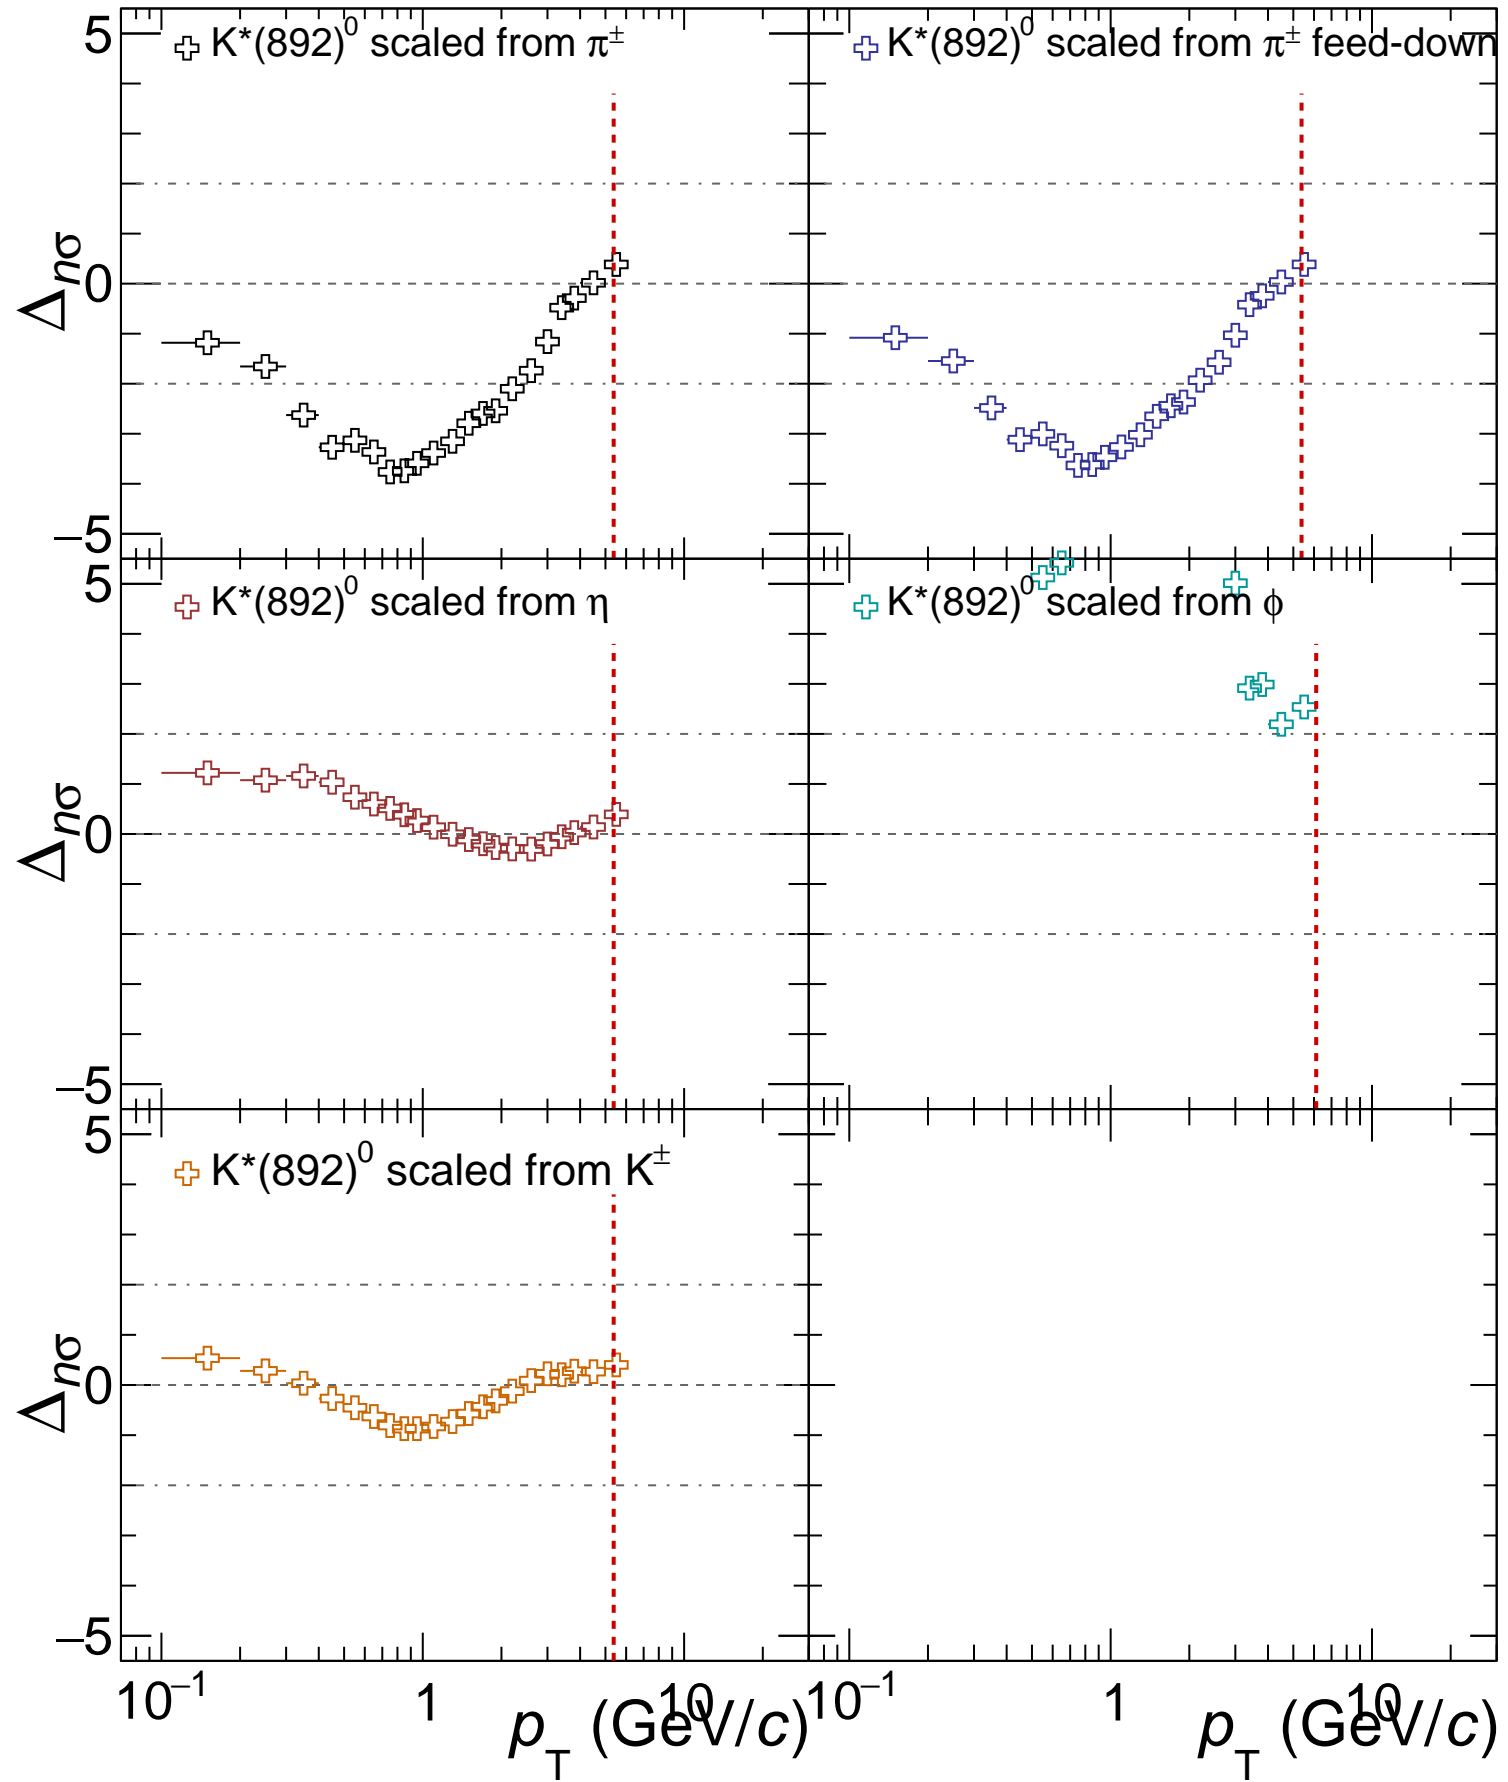 K*(892)⁰ scaled from π±
K*(892)⁰ scaled from π± feed-down
5
0
−5
Δnσ
K*(892)⁰ scaled from η
K*(892)⁰ scaled from ϕ
5
0
−5
Δnσ
K*(892)⁰ scaled from K±
5
0
−5
Δnσ
10⁻¹ 1 10
10⁻¹ 1 10
p_T (GeV/c)
p_T (GeV/c)